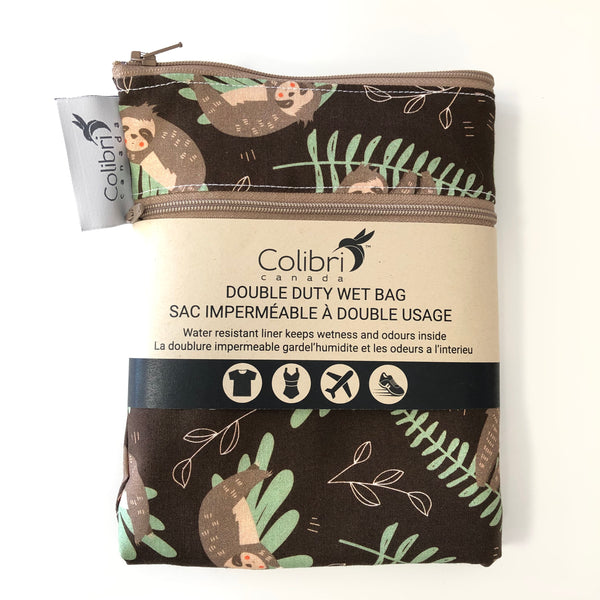 Colibri
canada
Colibri™
canada
DOUBLE DUTY WET BAG
SAC IMPERMÉABLE À DOUBLE USAGE
Water resistant liner keeps wetness and odours inside
La doublure impermeable gardel'humidite et les odeurs a l'interieu